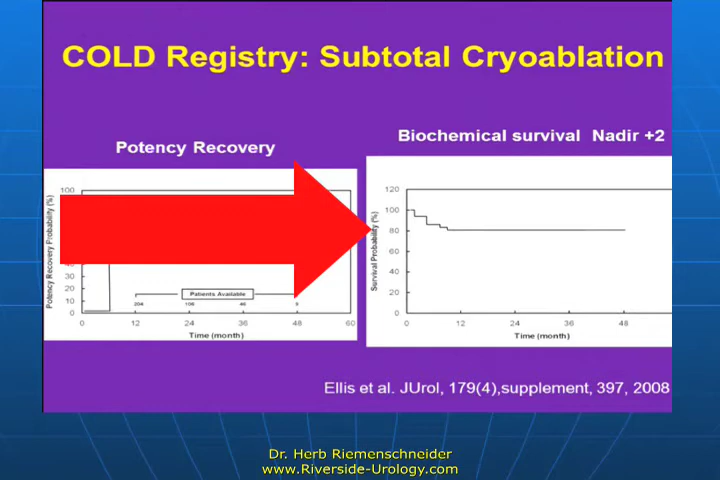 COLD Registry: Subtotal Cryoablation
Potency Recovery
Biochemical survival Nadir +2
Potency Recovery Probability (%)
100
40
30
20
10
0
Patients Available
204
108
46
9
0
12
24
36
48
60
Time (month)
Survival Probability (%)
120
100
80
60
40
20
0
0
12
24
36
48
Time (month)
Ellis et al. JUrol, 179(4),supplement, 397, 2008
Dr. Herb Riemenschneider
www.Riverside-Urology.com